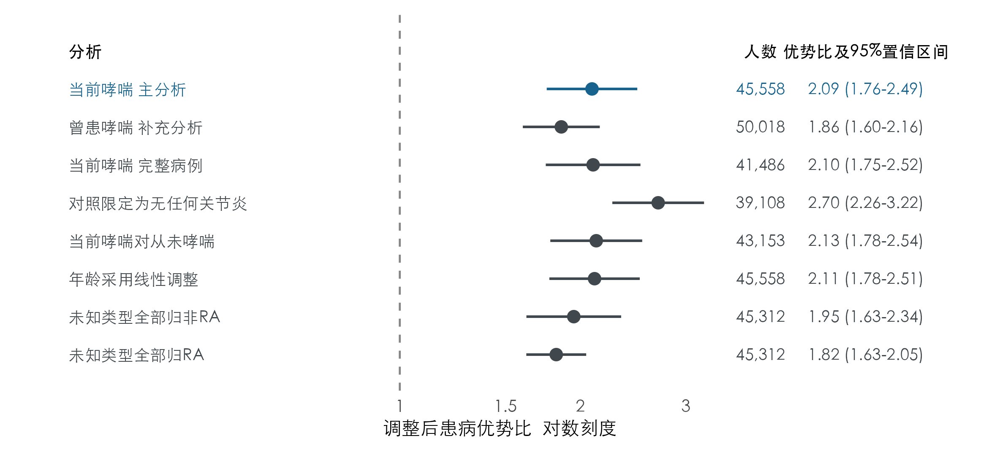 分析 人数 优势比及95%置信区间
当前哮喘 主分析 45,558 2.09 (1.76-2.49)
曾患哮喘 补充分析 50,018 1.86 (1.60-2.16)
当前哮喘 完整病例 41,486 2.10 (1.75-2.52)
对照限定为无任何关节炎 39,108 2.70 (2.26-3.22)
当前哮喘对从未哮喘 43,153 2.13 (1.78-2.54)
年龄采用线性调整 45,558 2.11 (1.78-2.51)
未知类型全部归非RA 45,312 1.95 (1.63-2.34)
未知类型全部归RA 45,312 1.82 (1.63-2.05)
1 1.5 2 3
调整后患病优势比 对数刻度